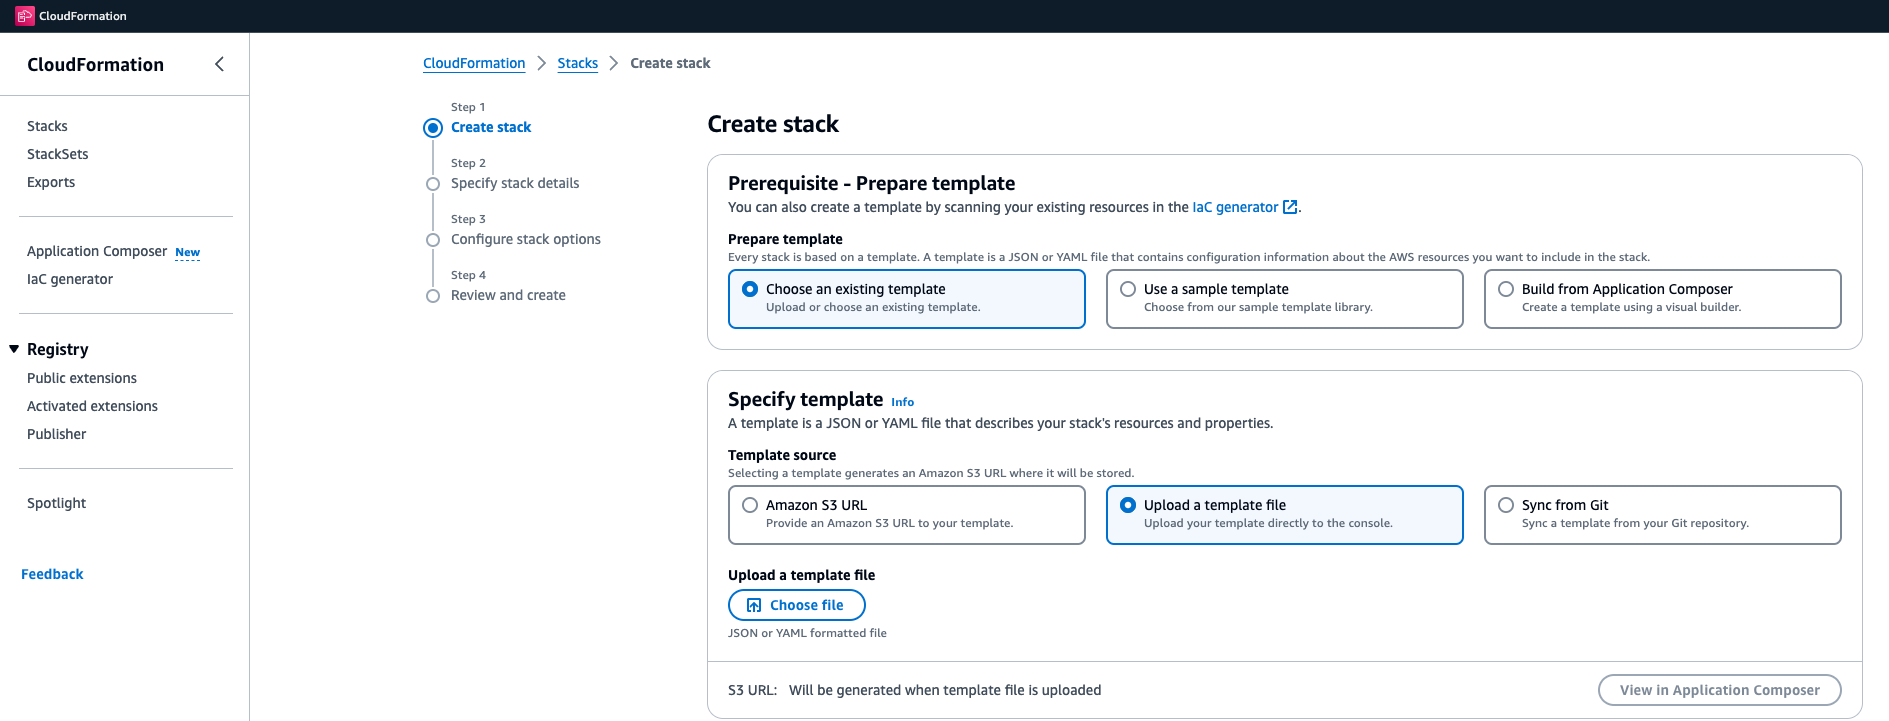 CloudFormation
CloudFormation
Stacks
StackSets
Exports
Application Composer New
IaC generator
Registry
Public extensions
Activated extensions
Publisher
Spotlight
Feedback
CloudFormation
Stacks
Create stack
Step 1
Create stack
Step 2
Specify stack details
Step 3
Configure stack options
Step 4
Review and create
Create stack
Prerequisite - Prepare template
You can also create a template by scanning your existing resources in the IaC generator.
Prepare template
Every stack is based on a template. A template is a JSON or YAML file that contains configuration information about the AWS resources you want to include in the stack.
Choose an existing template
Upload or choose an existing template.
Use a sample template
Choose from our sample template library.
Build from Application Composer
Create a template using a visual builder.
Specify template Info
A template is a JSON or YAML file that describes your stack's resources and properties.
Template source
Selecting a template generates an Amazon S3 URL where it will be stored.
Amazon S3 URL
Provide an Amazon S3 URL to your template.
Upload a template file
Upload your template directly to the console.
Sync from Git
Sync a template from your Git repository.
Upload a template file
Choose file
JSON or YAML formatted file
S3 URL: Will be generated when template file is uploaded
View in Application Composer